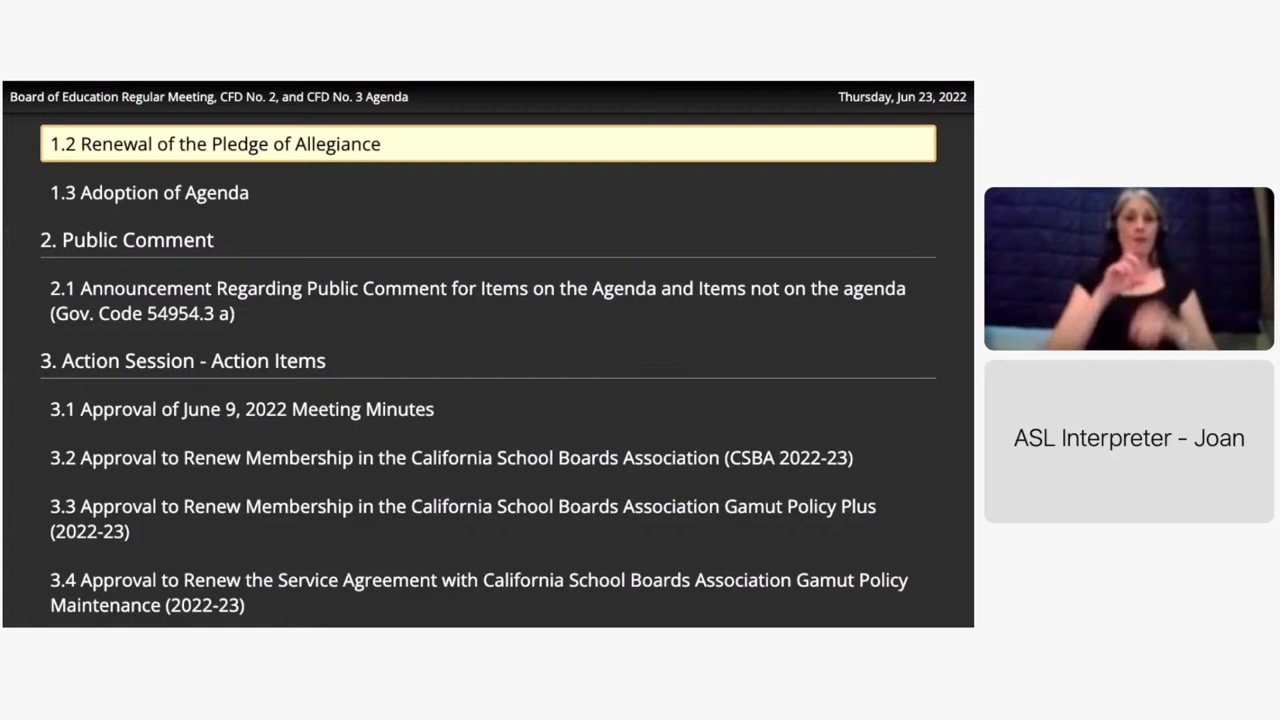 Board of Education Regular Meeting, CFD No. 2, and CFD No. 3 Agenda
Thursday, Jun 23, 2022
1.2 Renewal of the Pledge of Allegiance
1.3 Adoption of Agenda
2. Public Comment
2.1 Announcement Regarding Public Comment for Items on the Agenda and Items not on the agenda
(Gov. Code 54954.3 a)
3. Action Session - Action Items
3.1 Approval of June 9, 2022 Meeting Minutes
3.2 Approval to Renew Membership in the California School Boards Association (CSBA 2022-23)
3.3 Approval to Renew Membership in the California School Boards Association Gamut Policy Plus
(2022-23)
3.4 Approval to Renew the Service Agreement with California School Boards Association Gamut Policy
Maintenance (2022-23)
ASL Interpreter - Joan